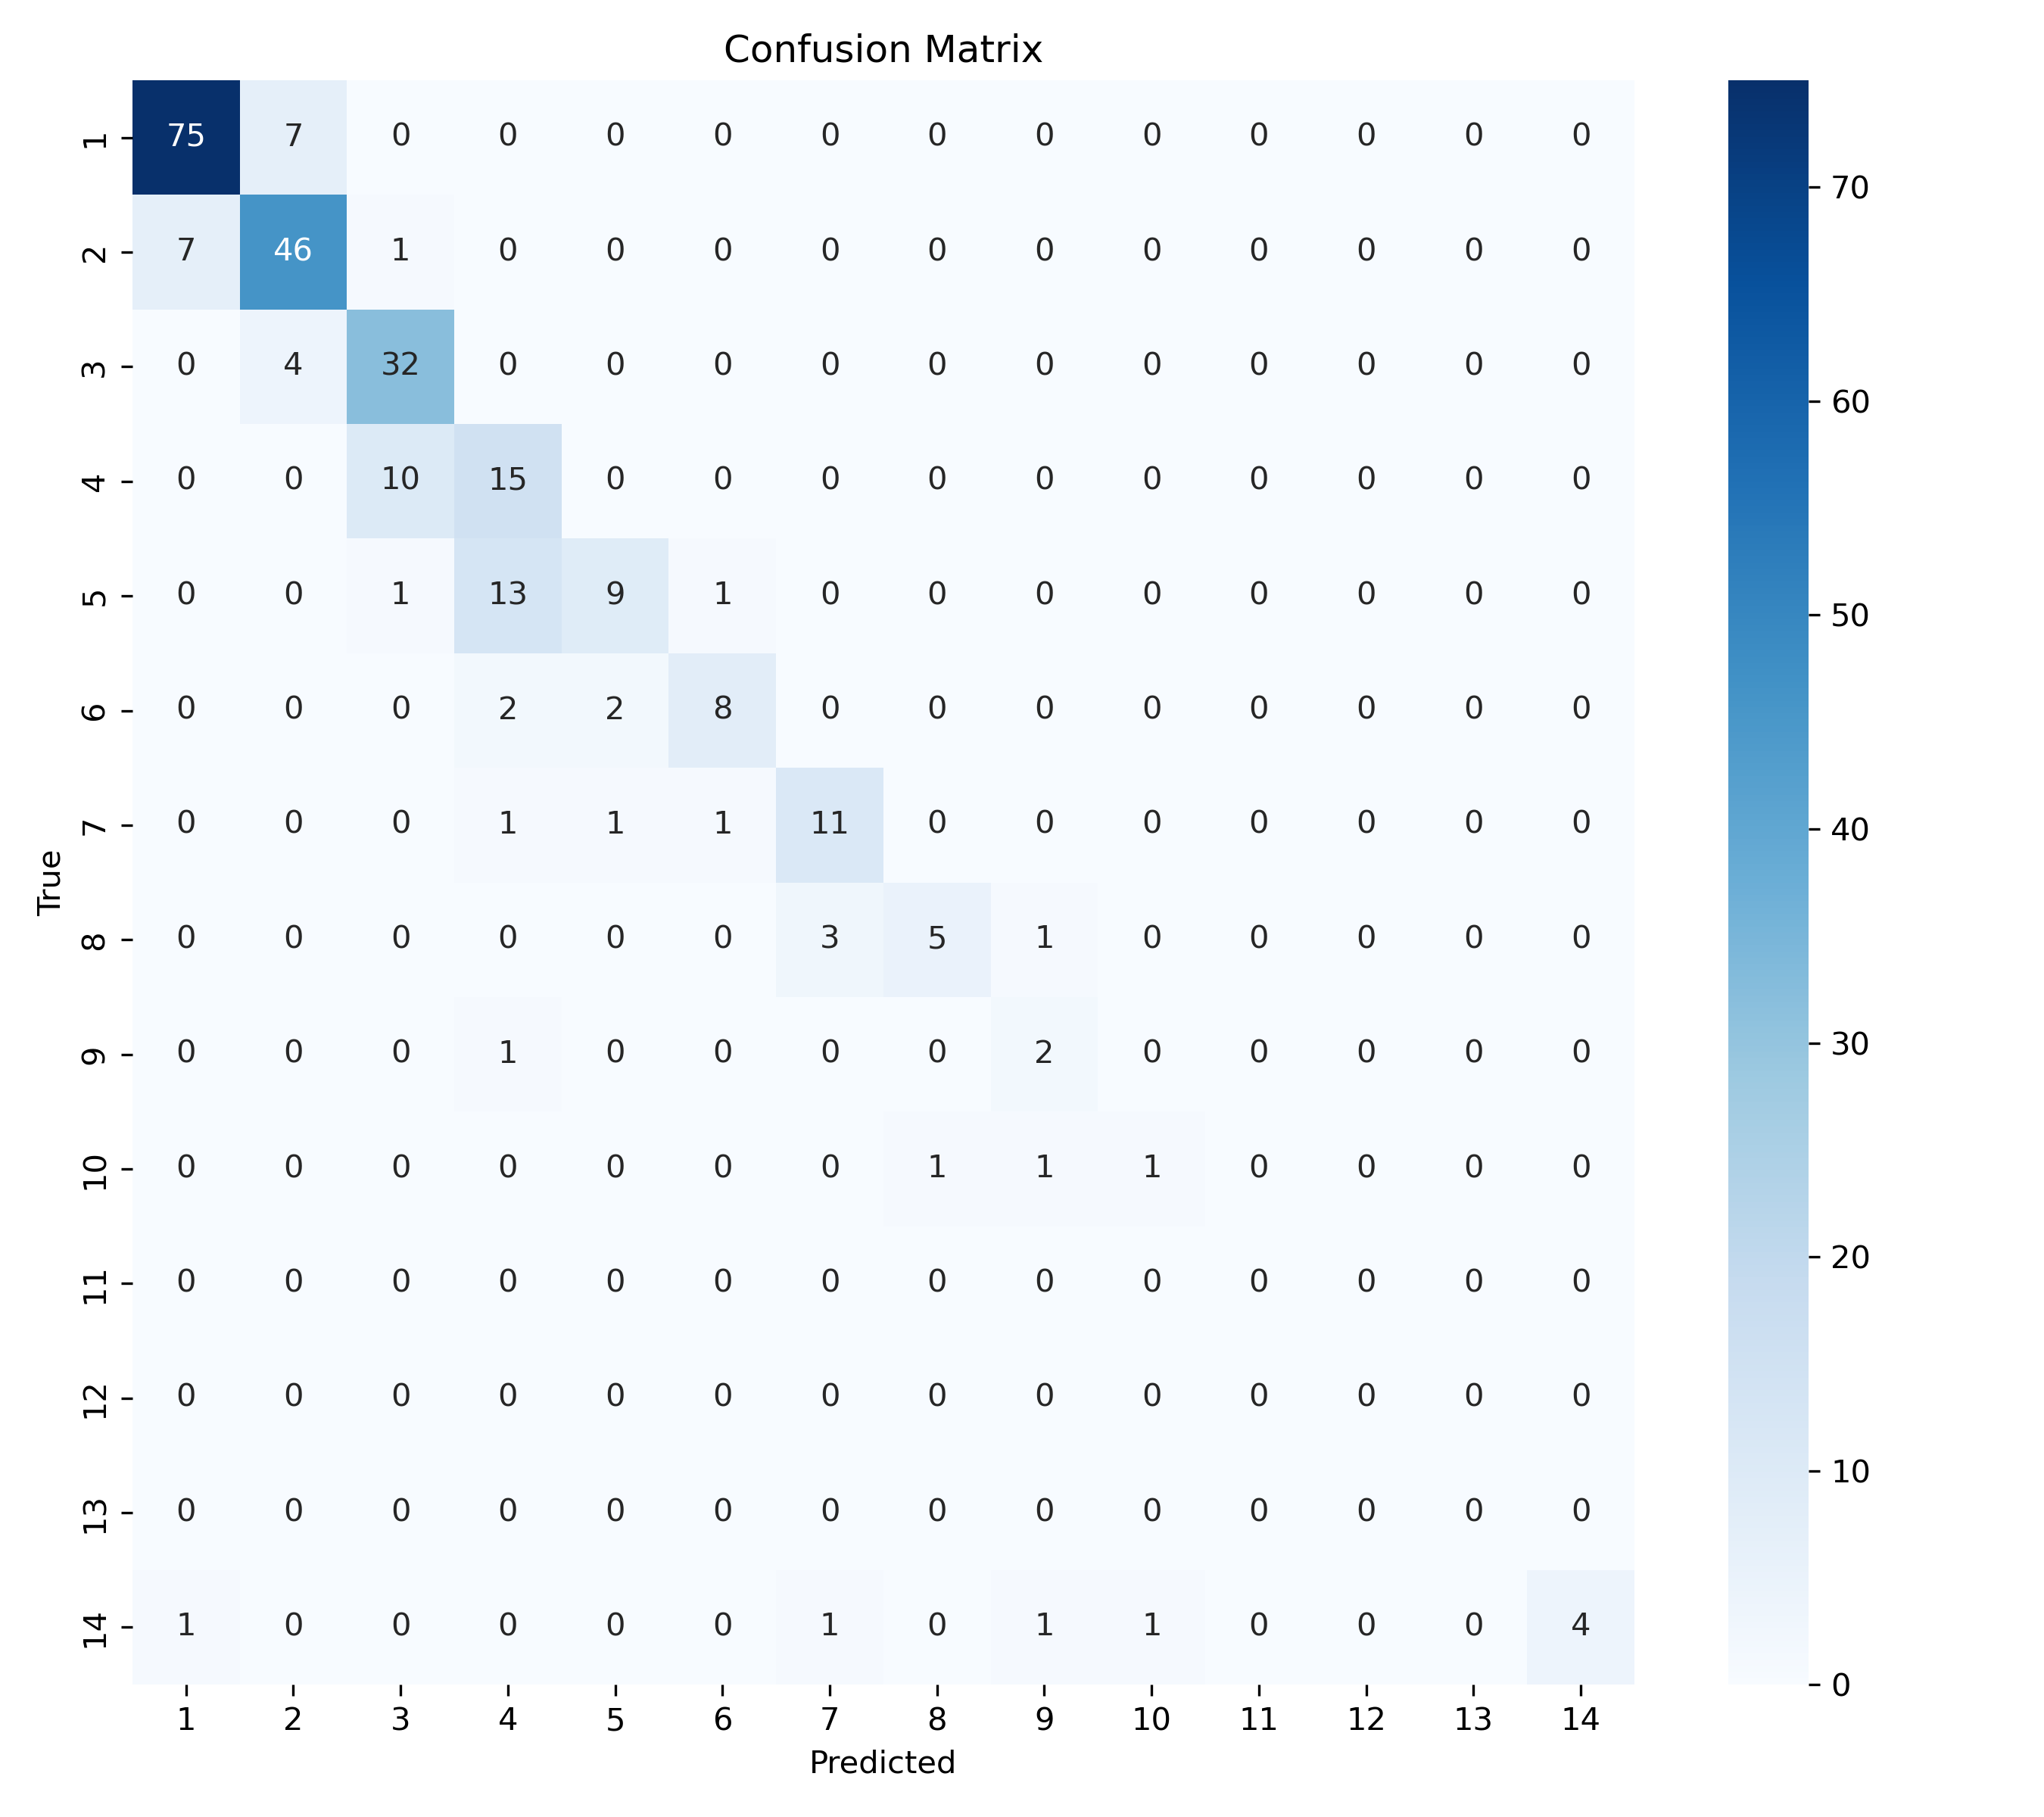 Confusion Matrix
1 75 7 0 0 0 0 0 0 0 0 0 0 0 0
2 7 46 1 0 0 0 0 0 0 0 0 0 0 0
3 0 4 32 0 0 0 0 0 0 0 0 0 0 0
4 0 0 10 15 0 0 0 0 0 0 0 0 0 0
5 0 0 1 13 9 1 0 0 0 0 0 0 0 0
6 0 0 0 2 2 8 0 0 0 0 0 0 0 0
7 0 0 0 1 1 1 11 0 0 0 0 0 0 0
8 0 0 0 0 0 0 3 5 1 0 0 0 0 0
9 0 0 0 1 0 0 0 0 2 0 0 0 0 0
10 0 0 0 0 0 0 0 1 1 1 0 0 0 0
11 0 0 0 0 0 0 0 0 0 0 0 0 0 0
12 0 0 0 0 0 0 0 0 0 0 0 0 0 0
13 0 0 0 0 0 0 0 0 0 0 0 0 0 0
14 1 0 0 0 0 0 1 0 1 1 0 0 0 4
1 2 3 4 5 6 7 8 9 10 11 12 13 14
Predicted
True
70
60
50
40
30
20
10
0